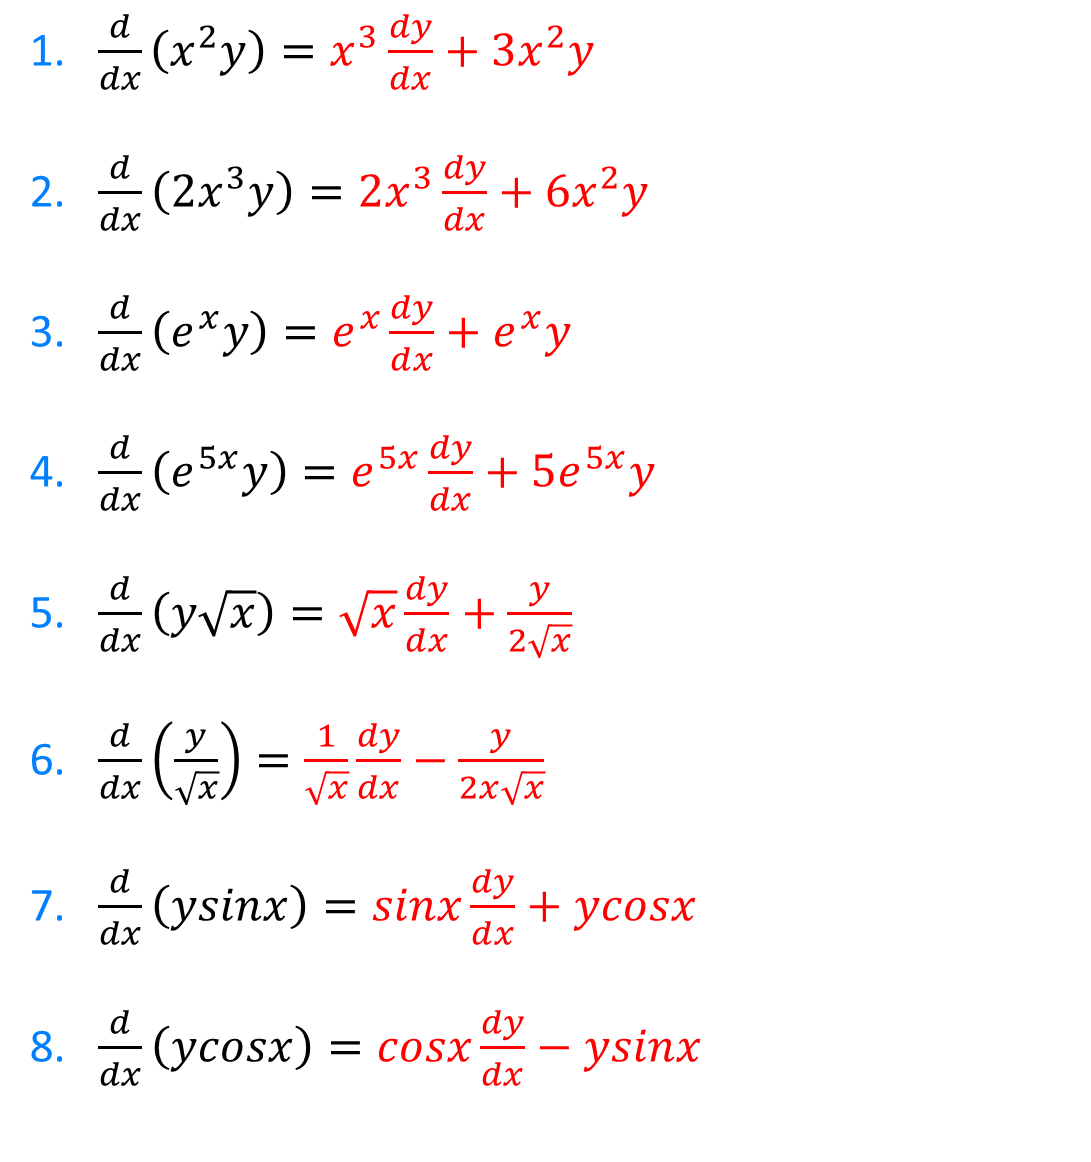 1. d/dx (x²y) = x³ dy/dx + 3x²y
2. d/dx (2x³y) = 2x³ dy/dx + 6x²y
3. d/dx (eˣy) = eˣ dy/dx + eˣy
4. d/dx (e⁵ˣy) = e⁵ˣ dy/dx + 5e⁵ˣy
5. d/dx (y√x) = √x dy/dx + y/2√x
6. d/dx (y/√x) = 1/√x dy/dx − y/2x√x
7. d/dx (ysinx) = sinx dy/dx + ycosx
8. d/dx (ycosx) = cosx dy/dx − ysinx